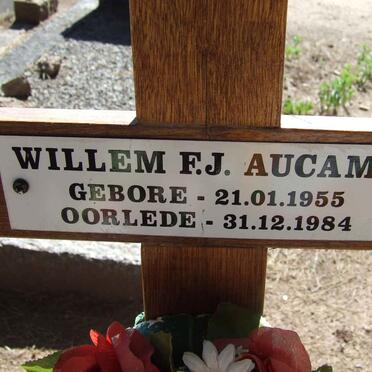 WILLEM F.J. AUCAM
GEBORE - 21.01.1955
OORLEDE - 31.12.1984